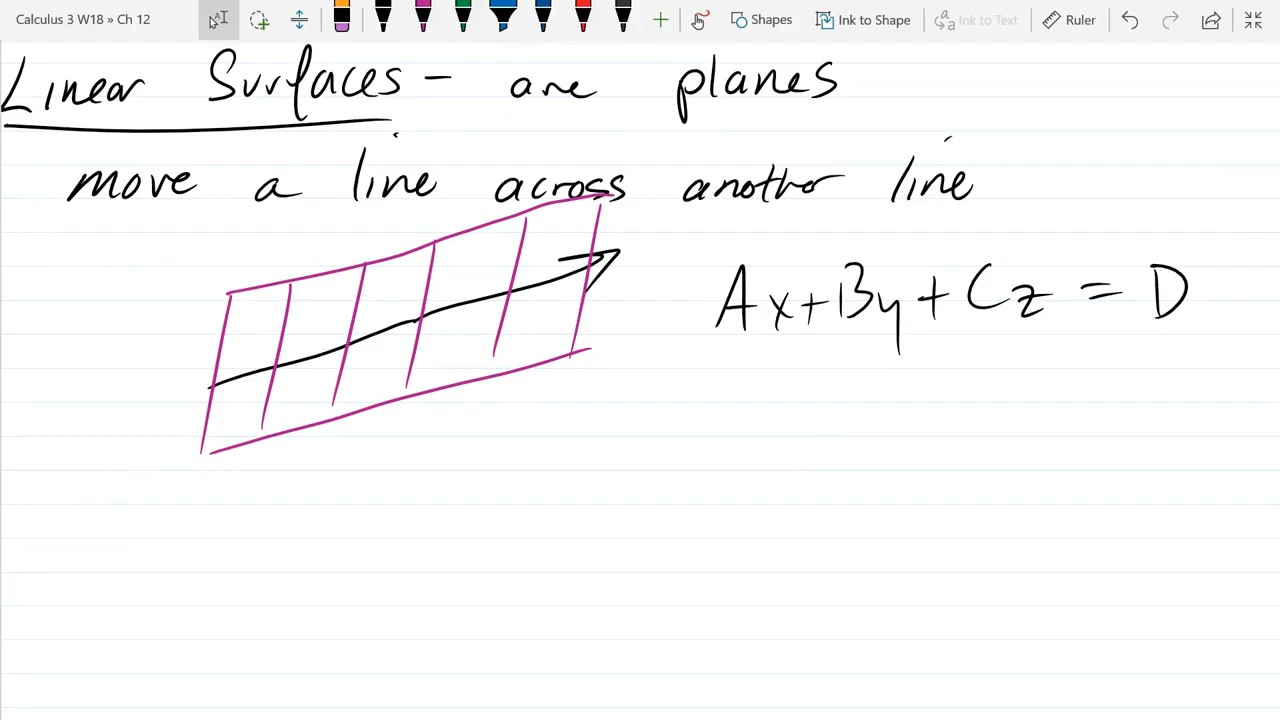 Calculus 3 W18 » Ch 12
Shapes
Ink to Shape
Ink to Text
Ruler
Linear Surfaces - are planes
move a line across another line
Ax+By+Cz = D